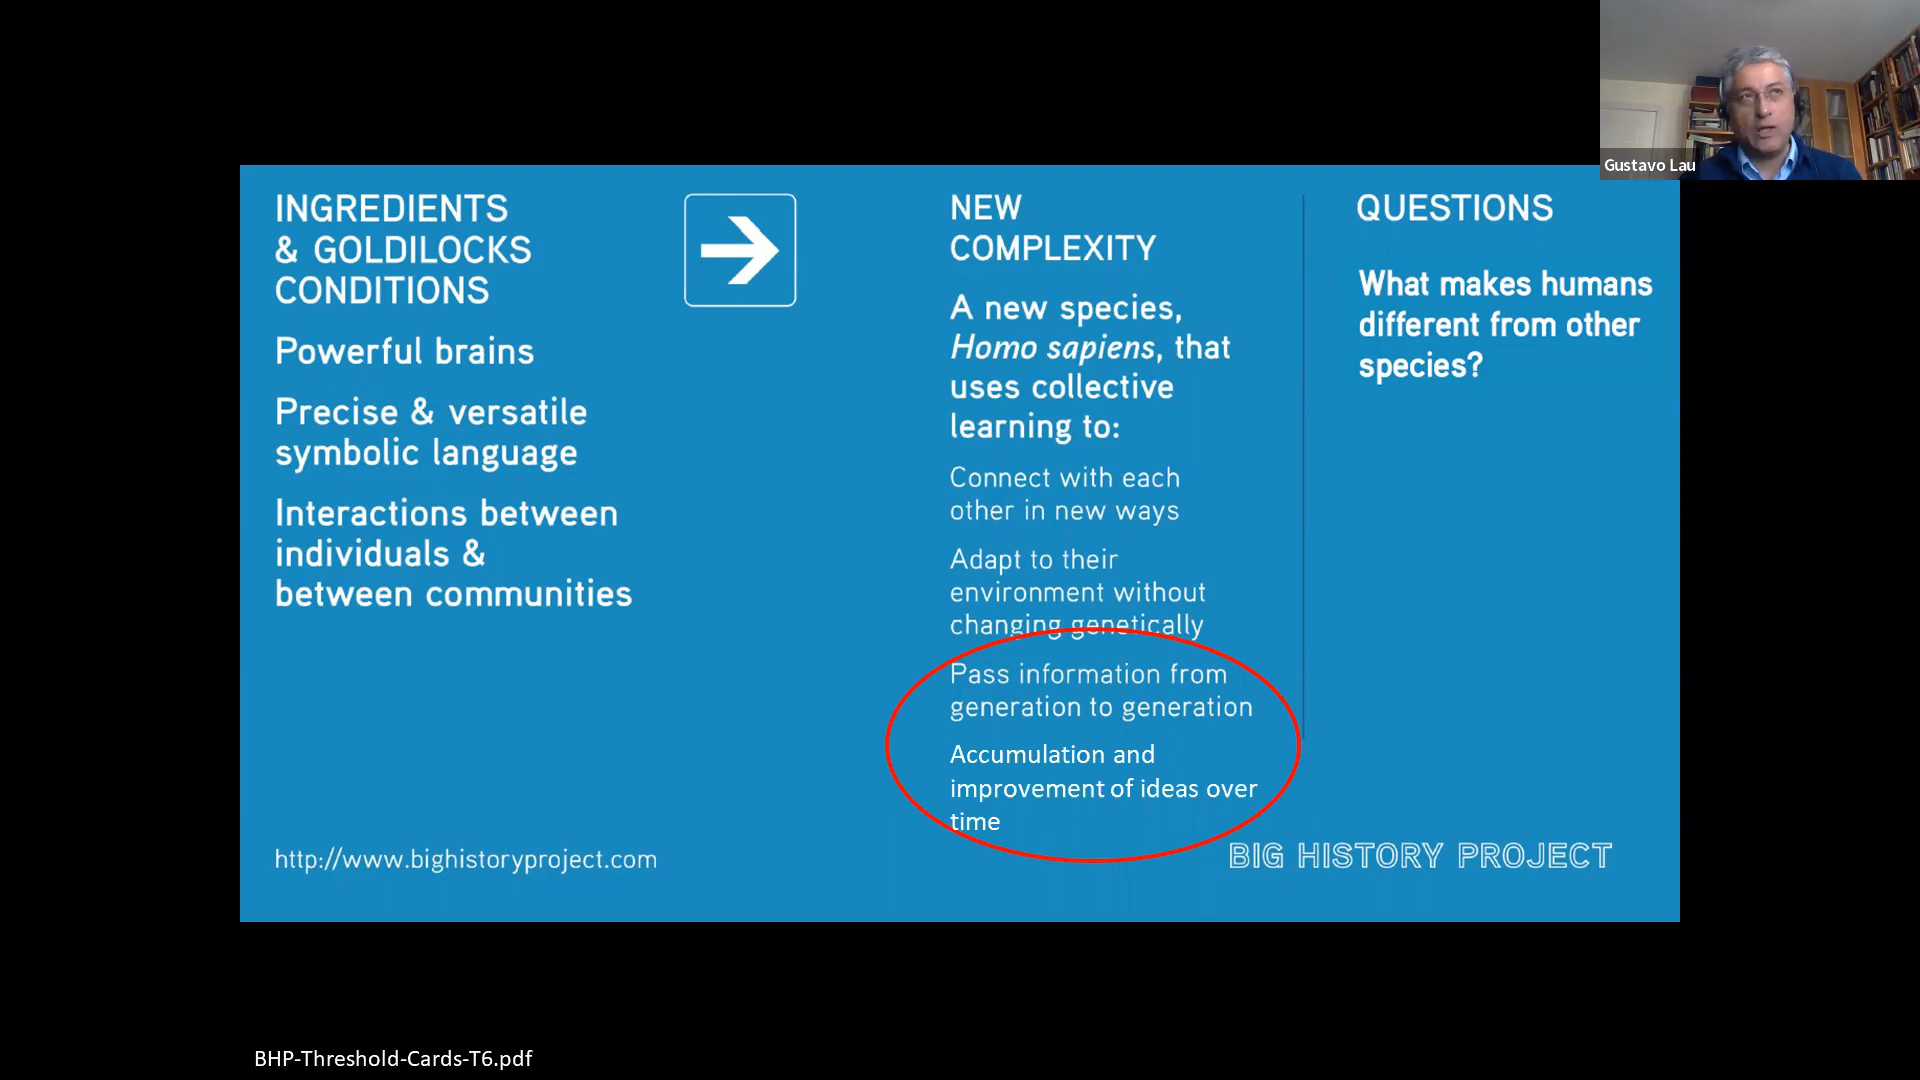 Gustavo Lau
INGREDIENTS
& GOLDILOCKS
CONDITIONS
Powerful brains
Precise & versatile
symbolic language
Interactions between
individuals &
between communities
NEW
COMPLEXITY
A new species,
Homo sapiens, that
uses collective
learning to:
Connect with each
other in new ways
Adapt to their
environment without
changing genetically
Pass information from
generation to generation
Accumulation and
improvement of ideas over
time
QUESTIONS
What makes humans
different from other
species?
http://www.bighistoryproject.com
BIG HISTORY PROJECT
BHP-Threshold-Cards-T6.pdf